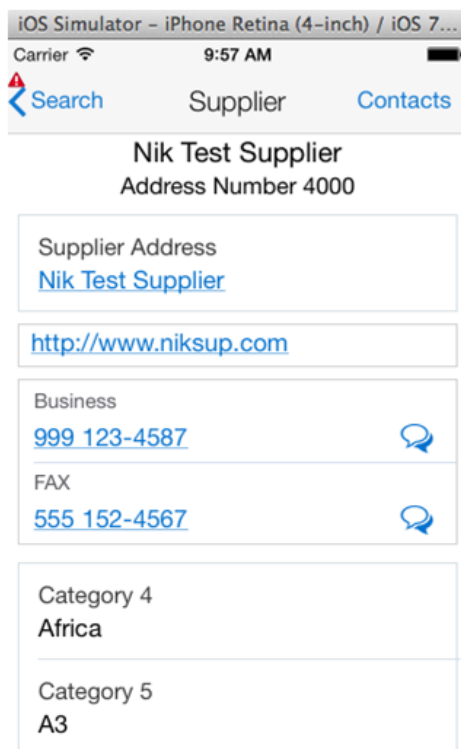 iOS Simulator – iPhone Retina (4-inch) / iOS 7...
Carrier 9:57 AM
Search Supplier Contacts
Nik Test Supplier
Address Number 4000
Supplier Address
Nik Test Supplier
http://www.niksup.com
Business
999 123-4587
FAX
555 152-4567
Category 4
Africa
Category 5
A3